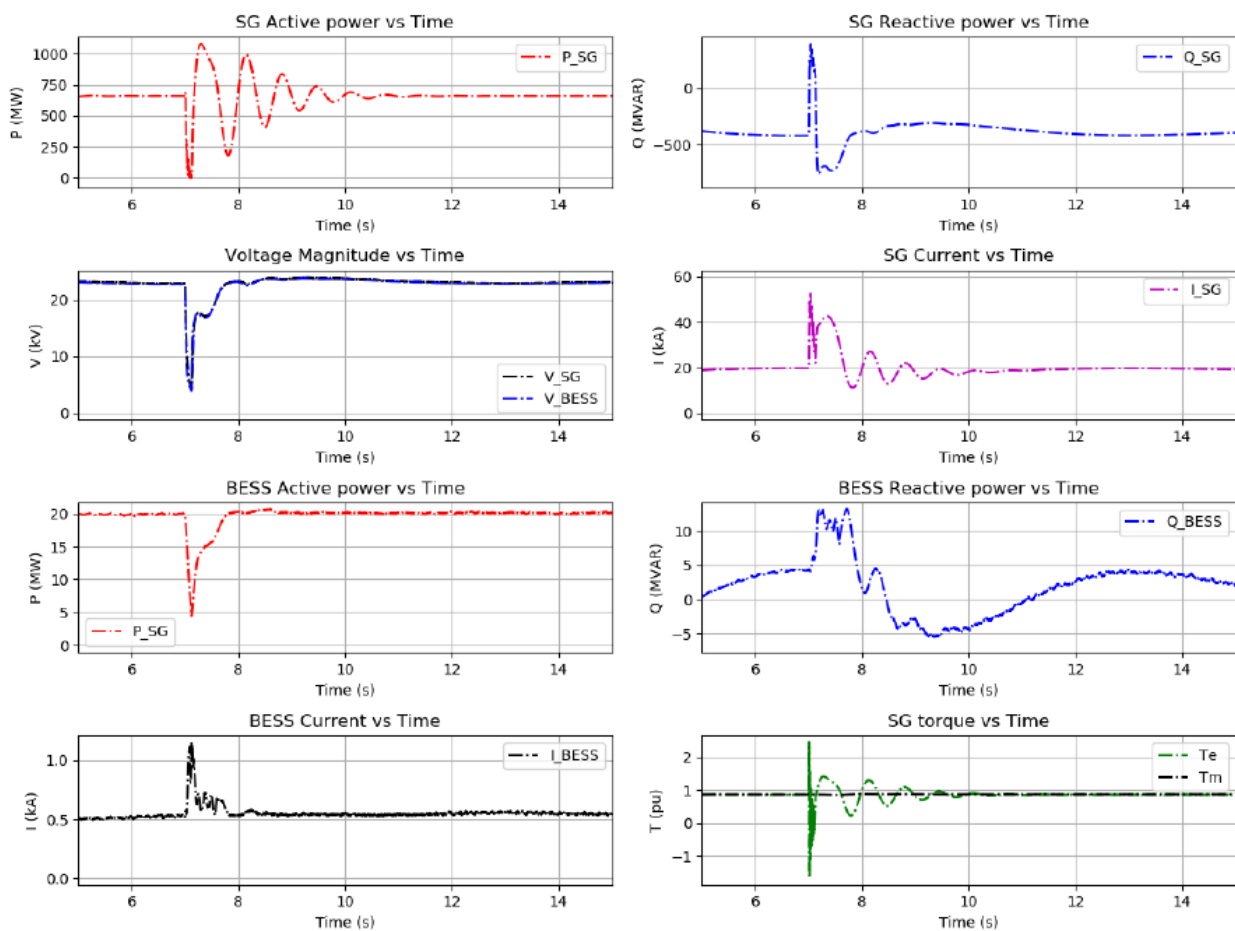 SG Active power vs Time
P (MW)
1000
750
500
250
0
P_SG
6 8 10 12 14
Time (s)
SG Reactive power vs Time
Q (MVAR)
0
−500
Q_SG
6 8 10 12 14
Time (s)
Voltage Magnitude vs Time
V (kV)
20
10
0
V_SG
V_BESS
6 8 10 12 14
Time (s)
SG Current vs Time
I (kA)
60
40
20
0
I_SG
6 8 10 12 14
Time (s)
BESS Active power vs Time
P (MW)
20
15
10
5
0
P_SG
6 8 10 12 14
Time (s)
BESS Reactive power vs Time
Q (MVAR)
10
5
0
−5
Q_BESS
6 8 10 12 14
Time (s)
BESS Current vs Time
I (kA)
1.0
0.5
0.0
I_BESS
6 8 10 12 14
Time (s)
SG torque vs Time
T (pu)
2
1
0
−1
Te
Tm
6 8 10 12 14
Time (s)